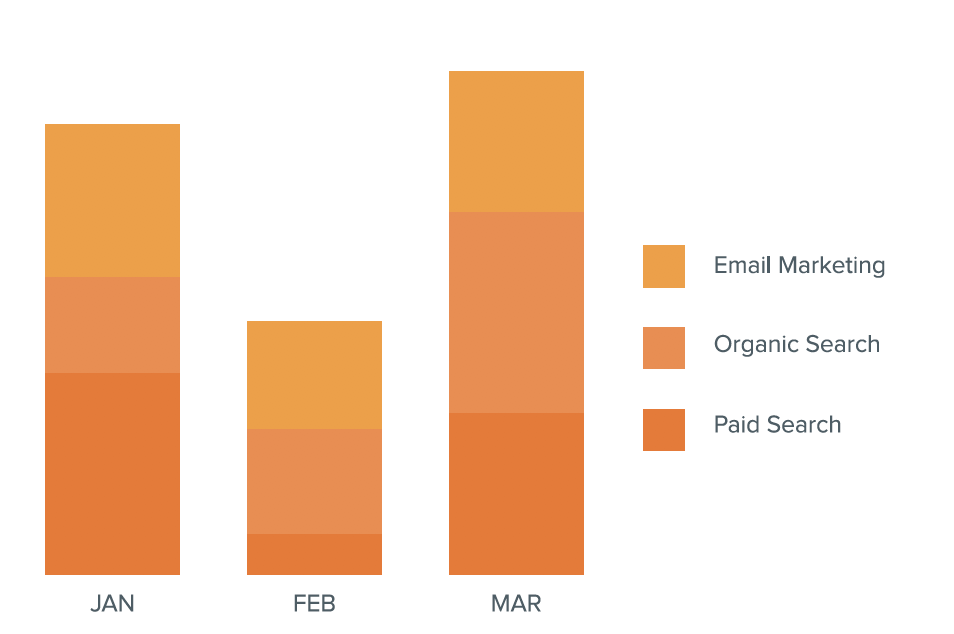 Email Marketing
Organic Search
Paid Search
JAN
FEB
MAR